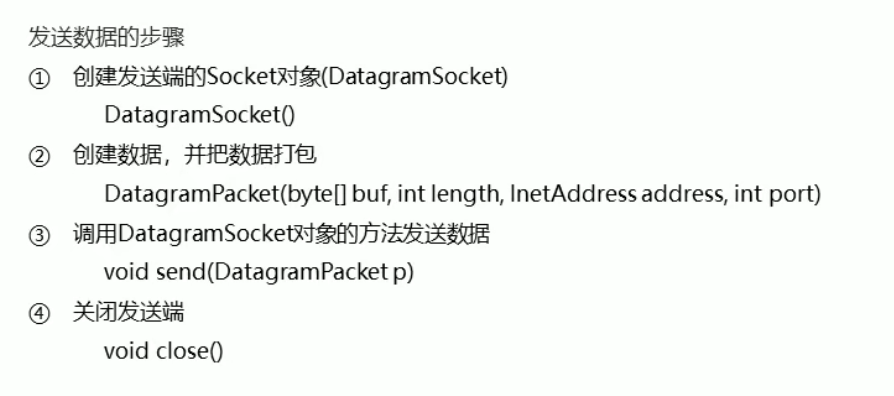 发送数据的步骤
① 创建发送端的Socket对象(DatagramSocket)
DatagramSocket()
② 创建数据，并把数据打包
DatagramPacket(byte[] buf, int length, InetAddress address, int port)
③ 调用DatagramSocket对象的方法发送数据
void send(DatagramPacket p)
④ 关闭发送端
void close()